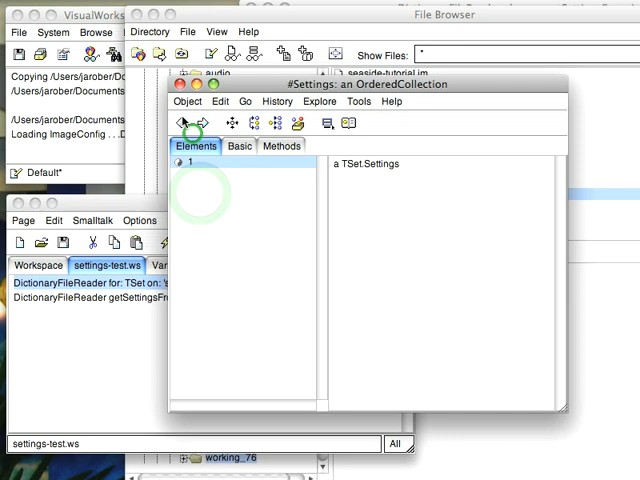 VisualWorks
File System Browse
Copying /Users/jarober/Do
/Users/jarober/Documents
/Users/jarober/Documents
Loading ImageConfig . . .D
Default*
File Browser
Directory File View Help
Show Files: *
audio
seaside-tutorial.im
#Settings: an OrderedCollection
Object Edit Go History Explore Tools Help
Elements Basic Methods
1
a TSet.Settings
Page Edit Smalltalk Options
Workspace settings-test.ws Var
DictionaryFileReader for: TSet on: 's
DictionaryFileReader getSettingsFr
settings-test.ws All
working_76